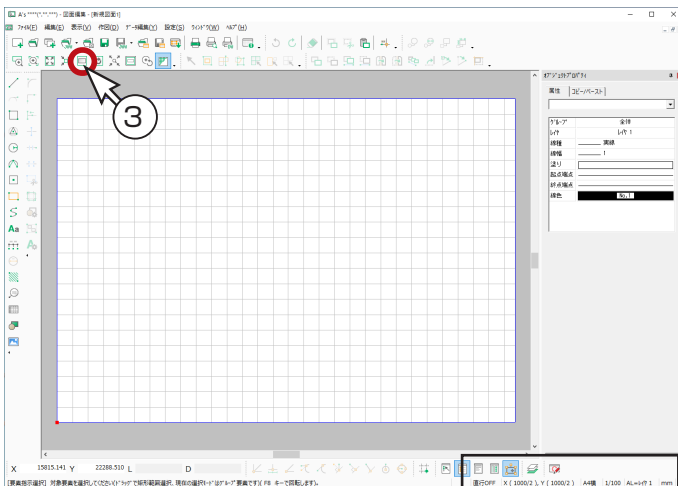 A's ****(*.**.***) - 図面編集 - [新規図面1]
ファイル(F) 編集(E) 表示(V) 作図(D) データ編集(Y) 設定(S) ウィンドウ(W) ヘルプ(H)
オブジェクトプロパティ
属性 コピー/ペースト
グループ 全体
レイヤ レイヤ 1
線種 実線
線幅 1
塗り
起点端点
終点端点
線色 No.1
3
Aa
X 15815.141 Y 22288.510 L D
[要素指示選択] 対象要素を選択してください(ドラッグで矩形範囲選択、現在の選択モードはグループ要素です)( F8 キーで回転します)。
直行OFF X ( 1000/2 ), Y ( 1000/2 ) A4横 1/100 AL=レイヤ 1 mm